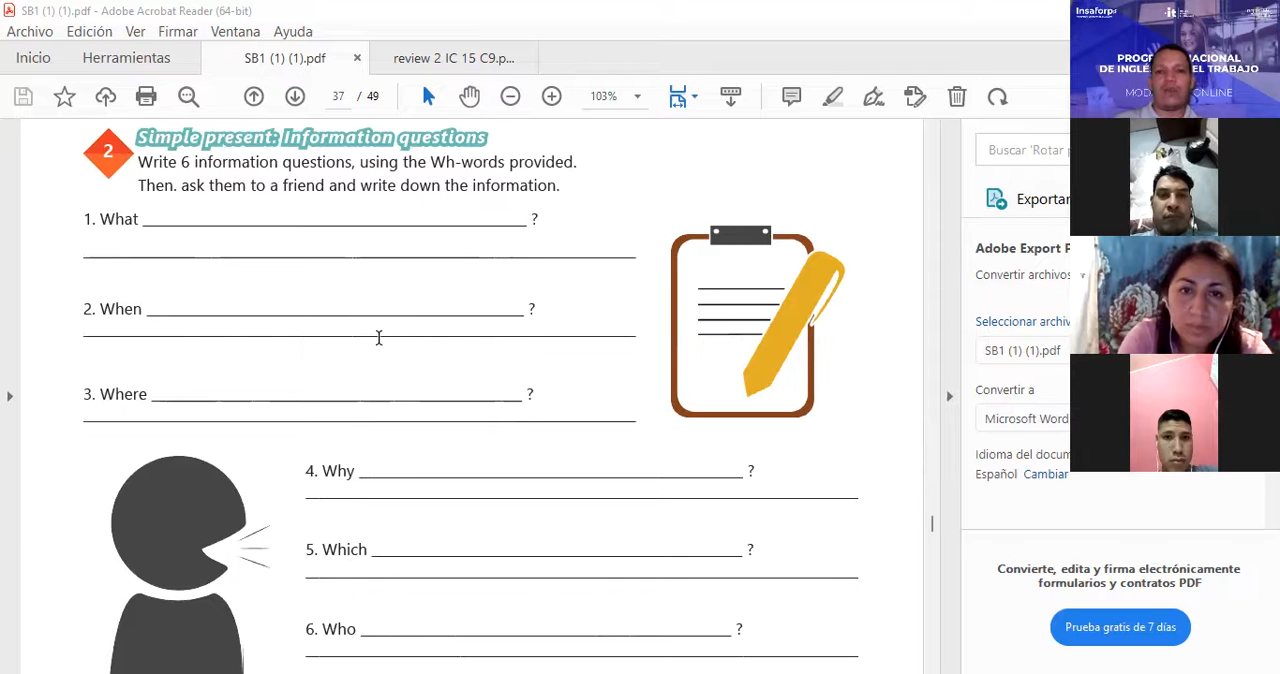 SB1 (1) (1).pdf - Adobe Acrobat Reader (64-bit)
Archivo Edición Ver Firmar Ventana Ayuda
Inicio Herramientas SB1 (1) (1).pdf × review 2 IC 15 C9.p...
37 / 49 103%
2 Simple present: Information questions
Write 6 information questions, using the Wh-words provided.
Then. ask them to a friend and write down the information.
1. What ?
2. When ?
3. Where ?
4. Why ?
5. Which ?
6. Who ?
Buscar 'Rotar
Exportar
Adobe Export
Convertir archivos
Seleccionar archiv
SB1 (1) (1).pdf
Convertir a
Microsoft Word
Idioma del docum
Español Cambiar
Convierte, edita y firma electrónicamente
formularios y contratos PDF
Prueba gratis de 7 días
Insaforp
it